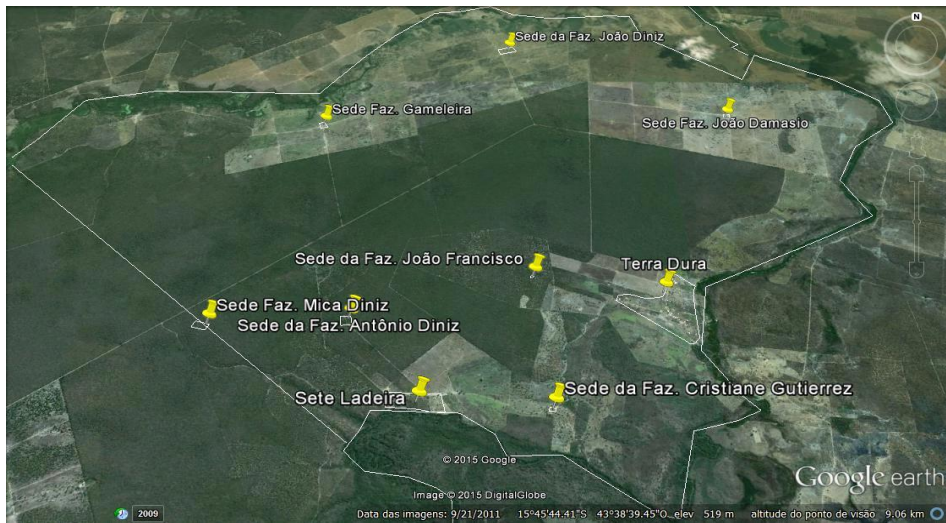 N
Sede da Faz. João Diniz
Sede Faz. Gameleira
Sede Faz. João Damasio
Sede da Faz. João Francisco
Terra Dura
Sede Faz. Mica Diniz
Sede da Faz. Antônio Diniz
Sete Ladeira
Sede da Faz. Cristiane Gutierrez
© 2015 Google
Google earth
Image © 2015 DigitalGlobe
2009
Data das imagens: 9/21/2011 15°45'44.41"S 43°38'39.45"O elev 519 m altitude do ponto de visão 9.06 km